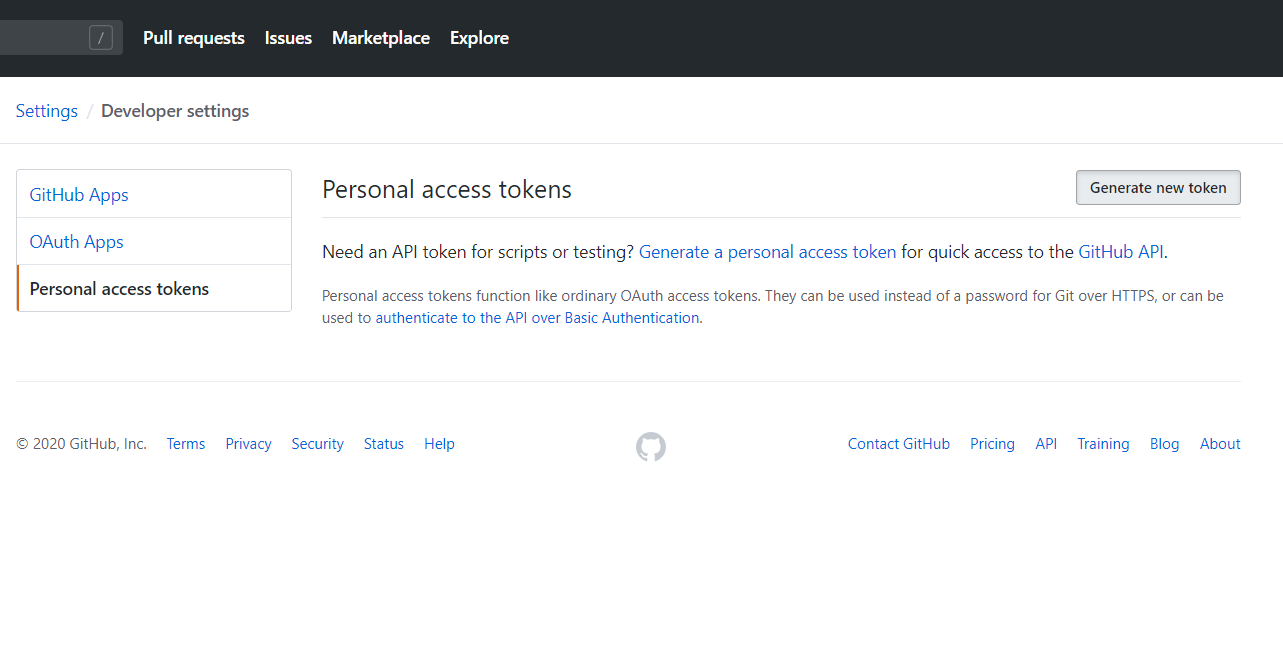 / Pull requests Issues Marketplace Explore
Settings / Developer settings
GitHub Apps
OAuth Apps
Personal access tokens
Personal access tokens
Generate new token
Need an API token for scripts or testing? Generate a personal access token for quick access to the GitHub API.
Personal access tokens function like ordinary OAuth access tokens. They can be used instead of a password for Git over HTTPS, or can be
used to authenticate to the API over Basic Authentication.
© 2020 GitHub, Inc. Terms Privacy Security Status Help Contact GitHub Pricing API Training Blog About